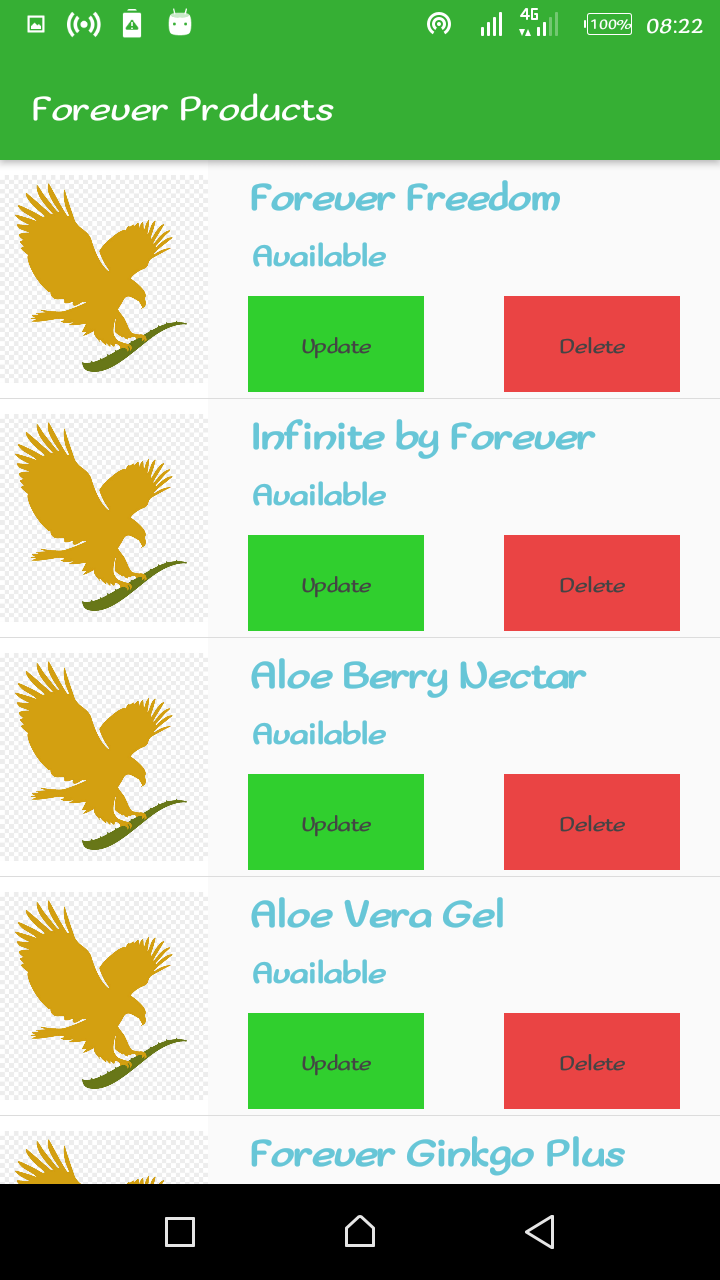 4G 100% 08:22
Forever Products
Forever Freedom
Available
Update Delete
Infinite by Forever
Available
Update Delete
Aloe Berry Nectar
Available
Update Delete
Aloe Vera Gel
Available
Update Delete
Forever Ginkgo Plus